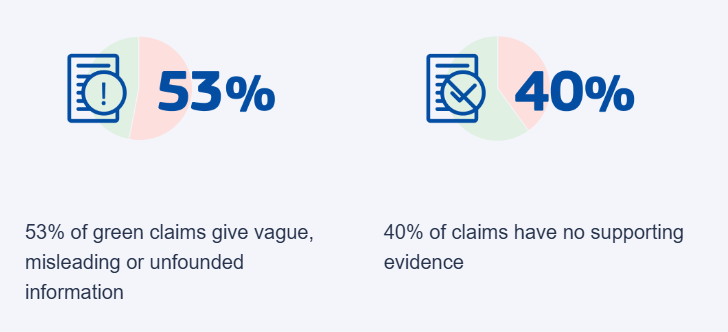 53%
53% of green claims give vague,
misleading or unfounded
information
40%
40% of claims have no supporting
evidence